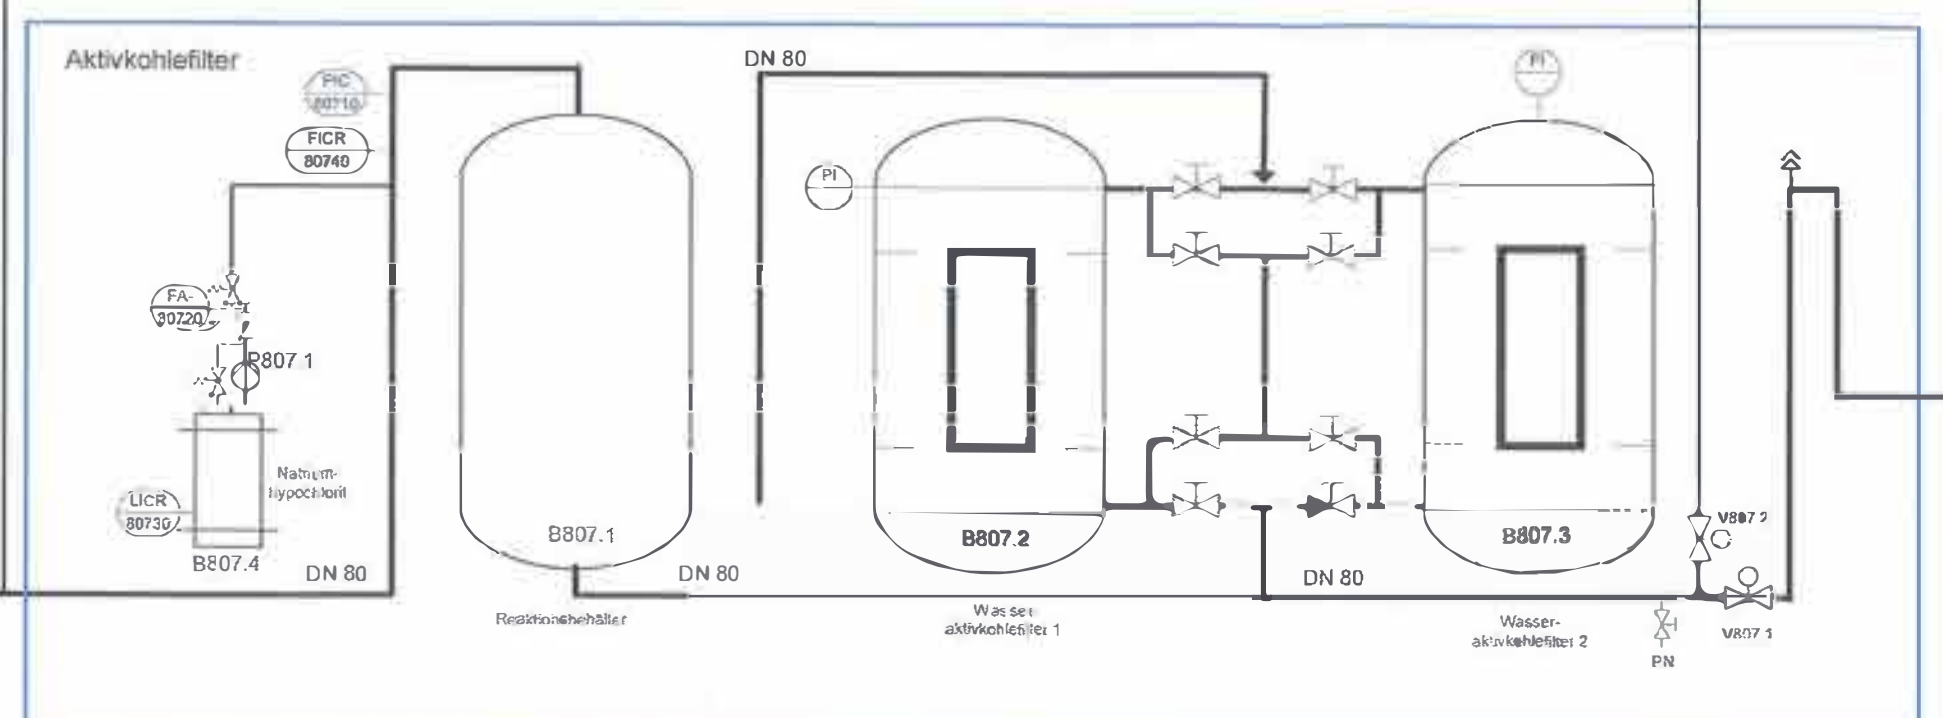 Aktivkohlefilter
DN 80
PIC
80710
PI
FICR
80740
PI
FA-
80720
P807.1
Natrium-
hypochlorit
LICR
80730
B807.4
DN 80
B807.1
DN 80
Reaktionsbehälter
B807.2
Wasser
aktivkohlefilter 1
DN 80
B807.3
Wasser-
aktivkohlefilter 2
V807 2
V807 1
PN